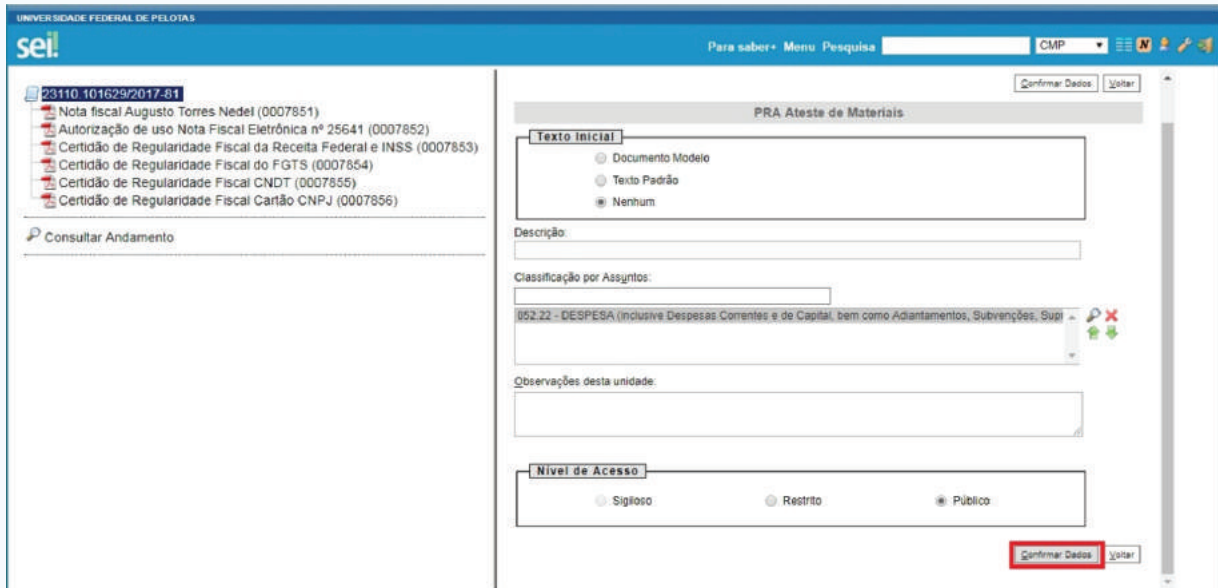 UNIVERSIDADE FEDERAL DE PELOTAS
sei!
Para saber+ Menu Pesquisa
CMP
23110.101629/2017-81
Nota fiscal Augusto Torres Nedel (0007851)
Autorização de uso Nota Fiscal Eletrônica nº 25641 (0007852)
Certidão de Regularidade Fiscal da Receita Federal e INSS (0007853)
Certidão de Regularidade Fiscal do FGTS (0007854)
Certidão de Regularidade Fiscal CNDT (0007855)
Certidão de Regularidade Fiscal Cartão CNPJ (0007856)
Consultar Andamento
Confirmar Dados Voltar
PRA Ateste de Materiais
Texto Inicial
Documento Modelo
Texto Padrão
Nenhum
Descrição:
Classificação por Assuntos:
052.22 - DESPESA (inclusive Despesas Correntes e de Capital, bem como Adiantamentos, Subvenções, Supr
Observações desta unidade:
Nível de Acesso
Sigiloso Restrito Público
Confirmar Dados Voltar